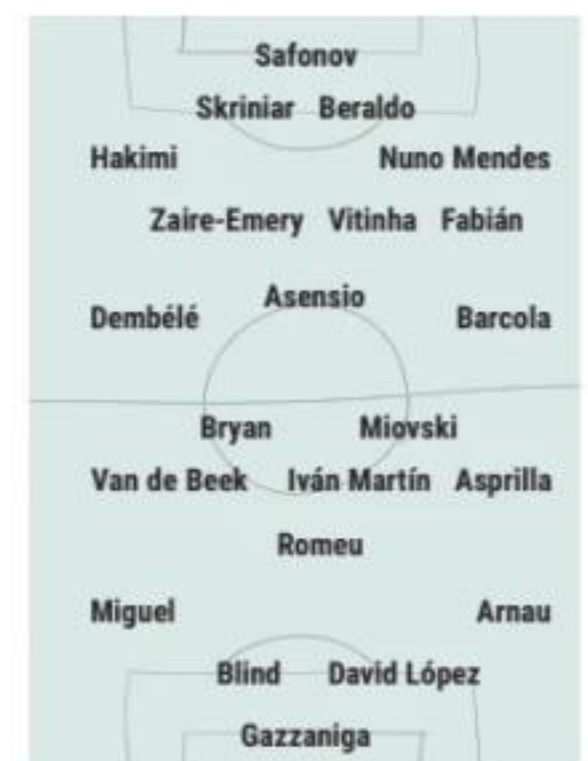 Safonov
Skriniar Beraldo
Hakimi Nuno Mendes
Zaire-Emery Vitinha Fabián
Asensio
Dembélé Barcola
Bryan Miovski
Van de Beek Iván Martín Asprilla
Romeu
Miguel Arnau
Blind David López
Gazzaniga